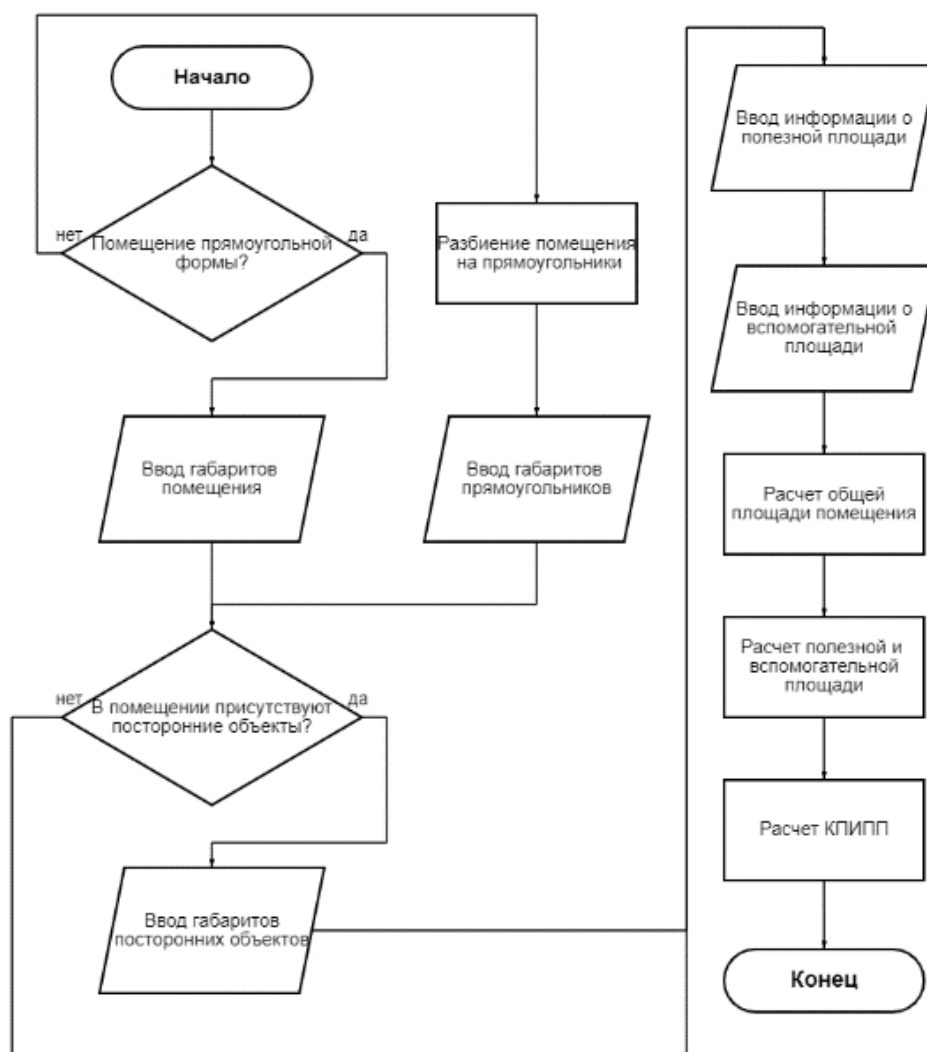 Начало
нет
да
Помещение прямоугольной
формы?
Разбиение помещения
на прямоугольники
Ввод габаритов
помещения
Ввод габаритов
прямоугольников
нет
да
В помещении присутствуют
посторонние объекты?
Ввод габаритов
посторонних объектов
Ввод информации о
полезной площади
Ввод информации о
вспомогательной
площади
Расчет общей
площади помещения
Расчет полезной и
вспомогательной
площади
Расчет КПИПП
Конец